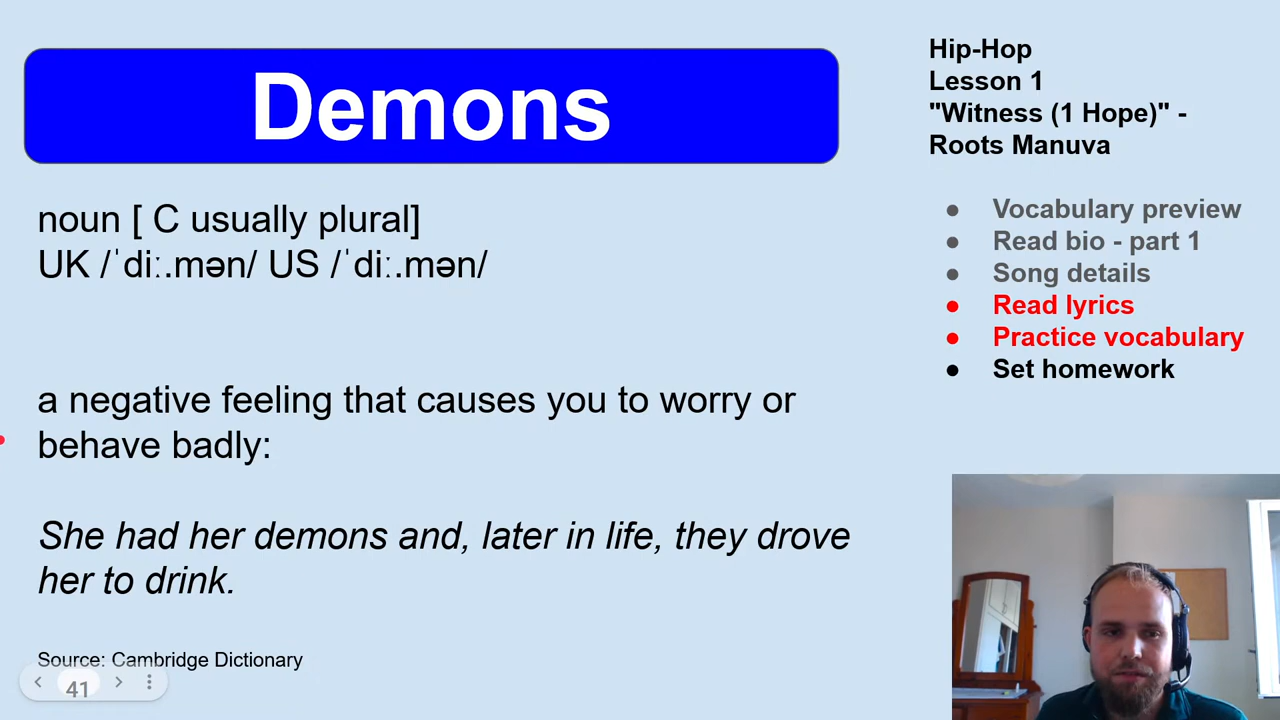 Demons
noun [ C usually plural]
UK /ˈdiː.mən/ US /ˈdiː.mən/
a negative feeling that causes you to worry or
behave badly:
She had her demons and, later in life, they drove
her to drink.
Source: Cambridge Dictionary
41
Hip-Hop
Lesson 1
"Witness (1 Hope)" -
Roots Manuva
● Vocabulary preview
● Read bio - part 1
● Song details
● Read lyrics
● Practice vocabulary
● Set homework